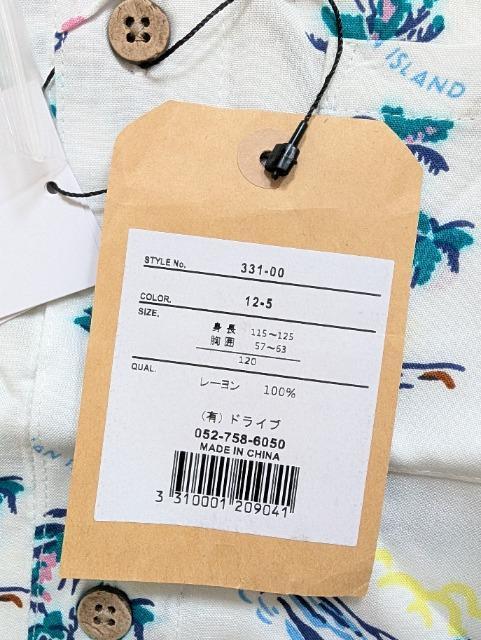 ISLAND
STYLE No. 331-00
COLOR. 12-5
SIZE.
身長 115～125
胸囲 57～63
120
QUAL.
レーヨン 100%
(有)ドライブ
052-758-6050
MADE IN CHINA
3 310001 209041